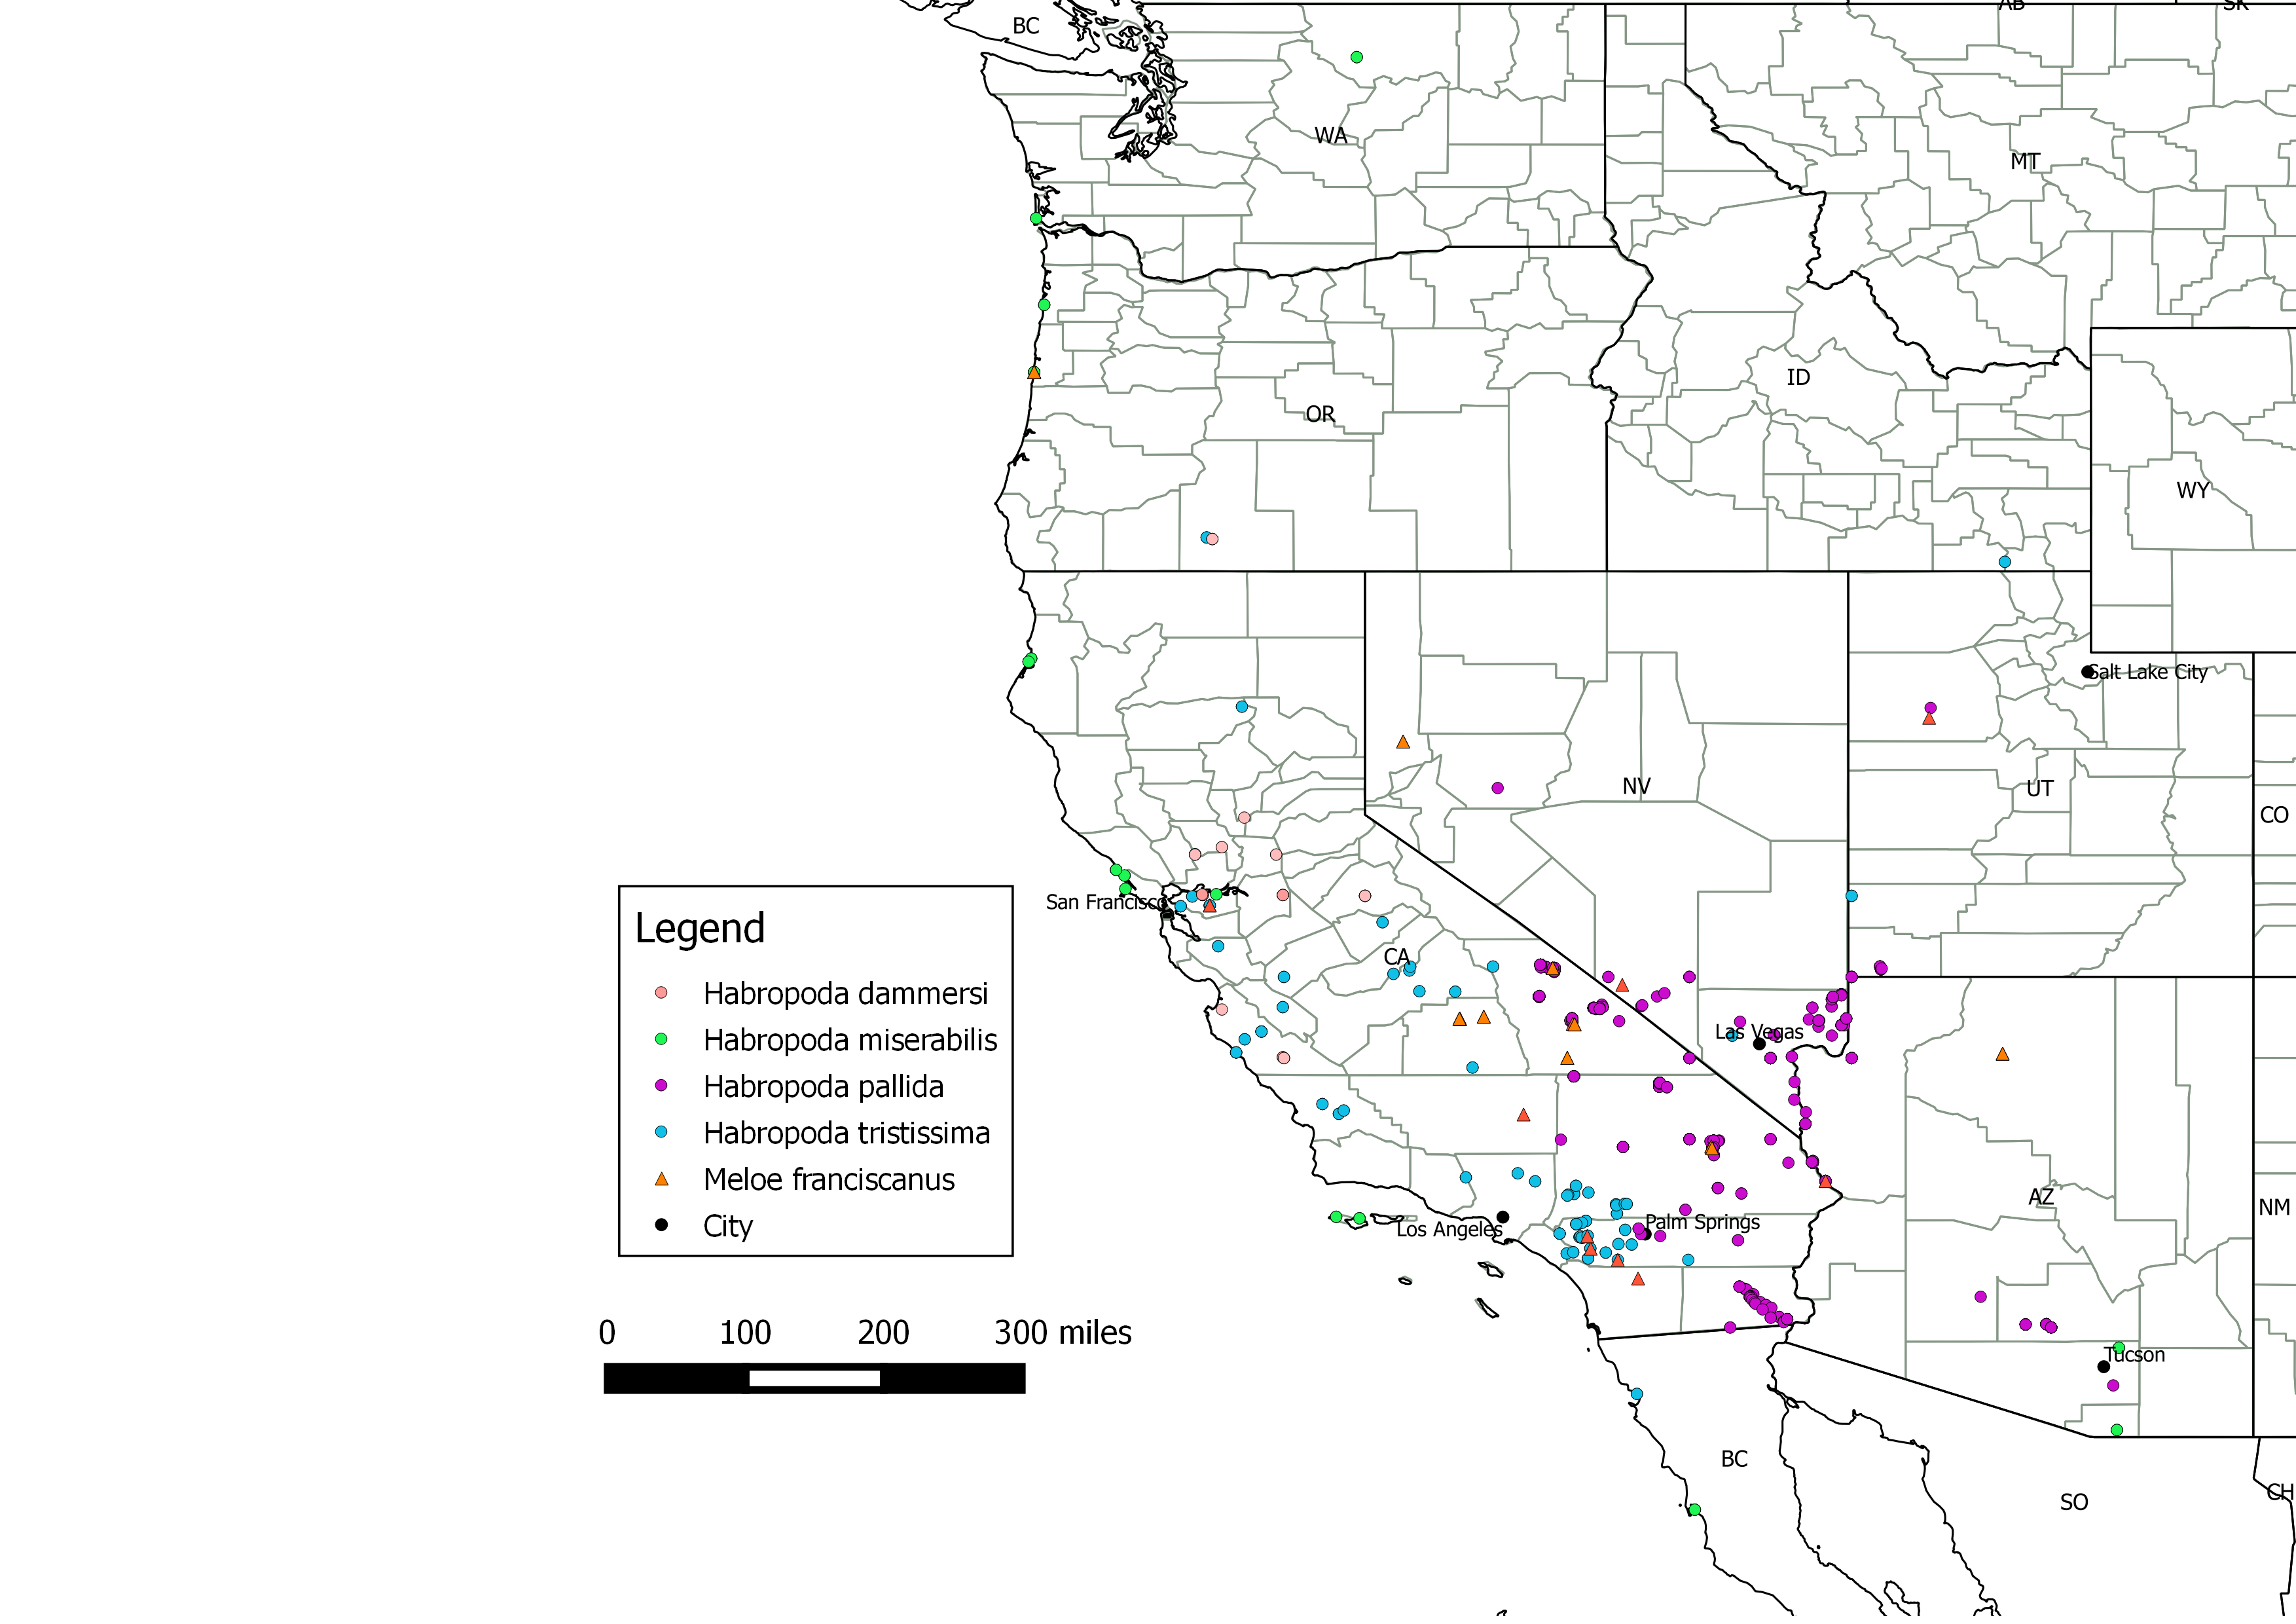 AB
SK
BC
WA
MT
ID
OR
WY
Salt Lake City
NV
UT
CO
San Francisco
CA
Legend
Habropoda dammersi
Habropoda miserabilis
Habropoda pallida
Habropoda tristissima
Meloe franciscanus
City
Las Vegas
AZ
NM
Palm Springs
Los Angeles
0 100 200 300 miles
Tucson
BC
SO
CH